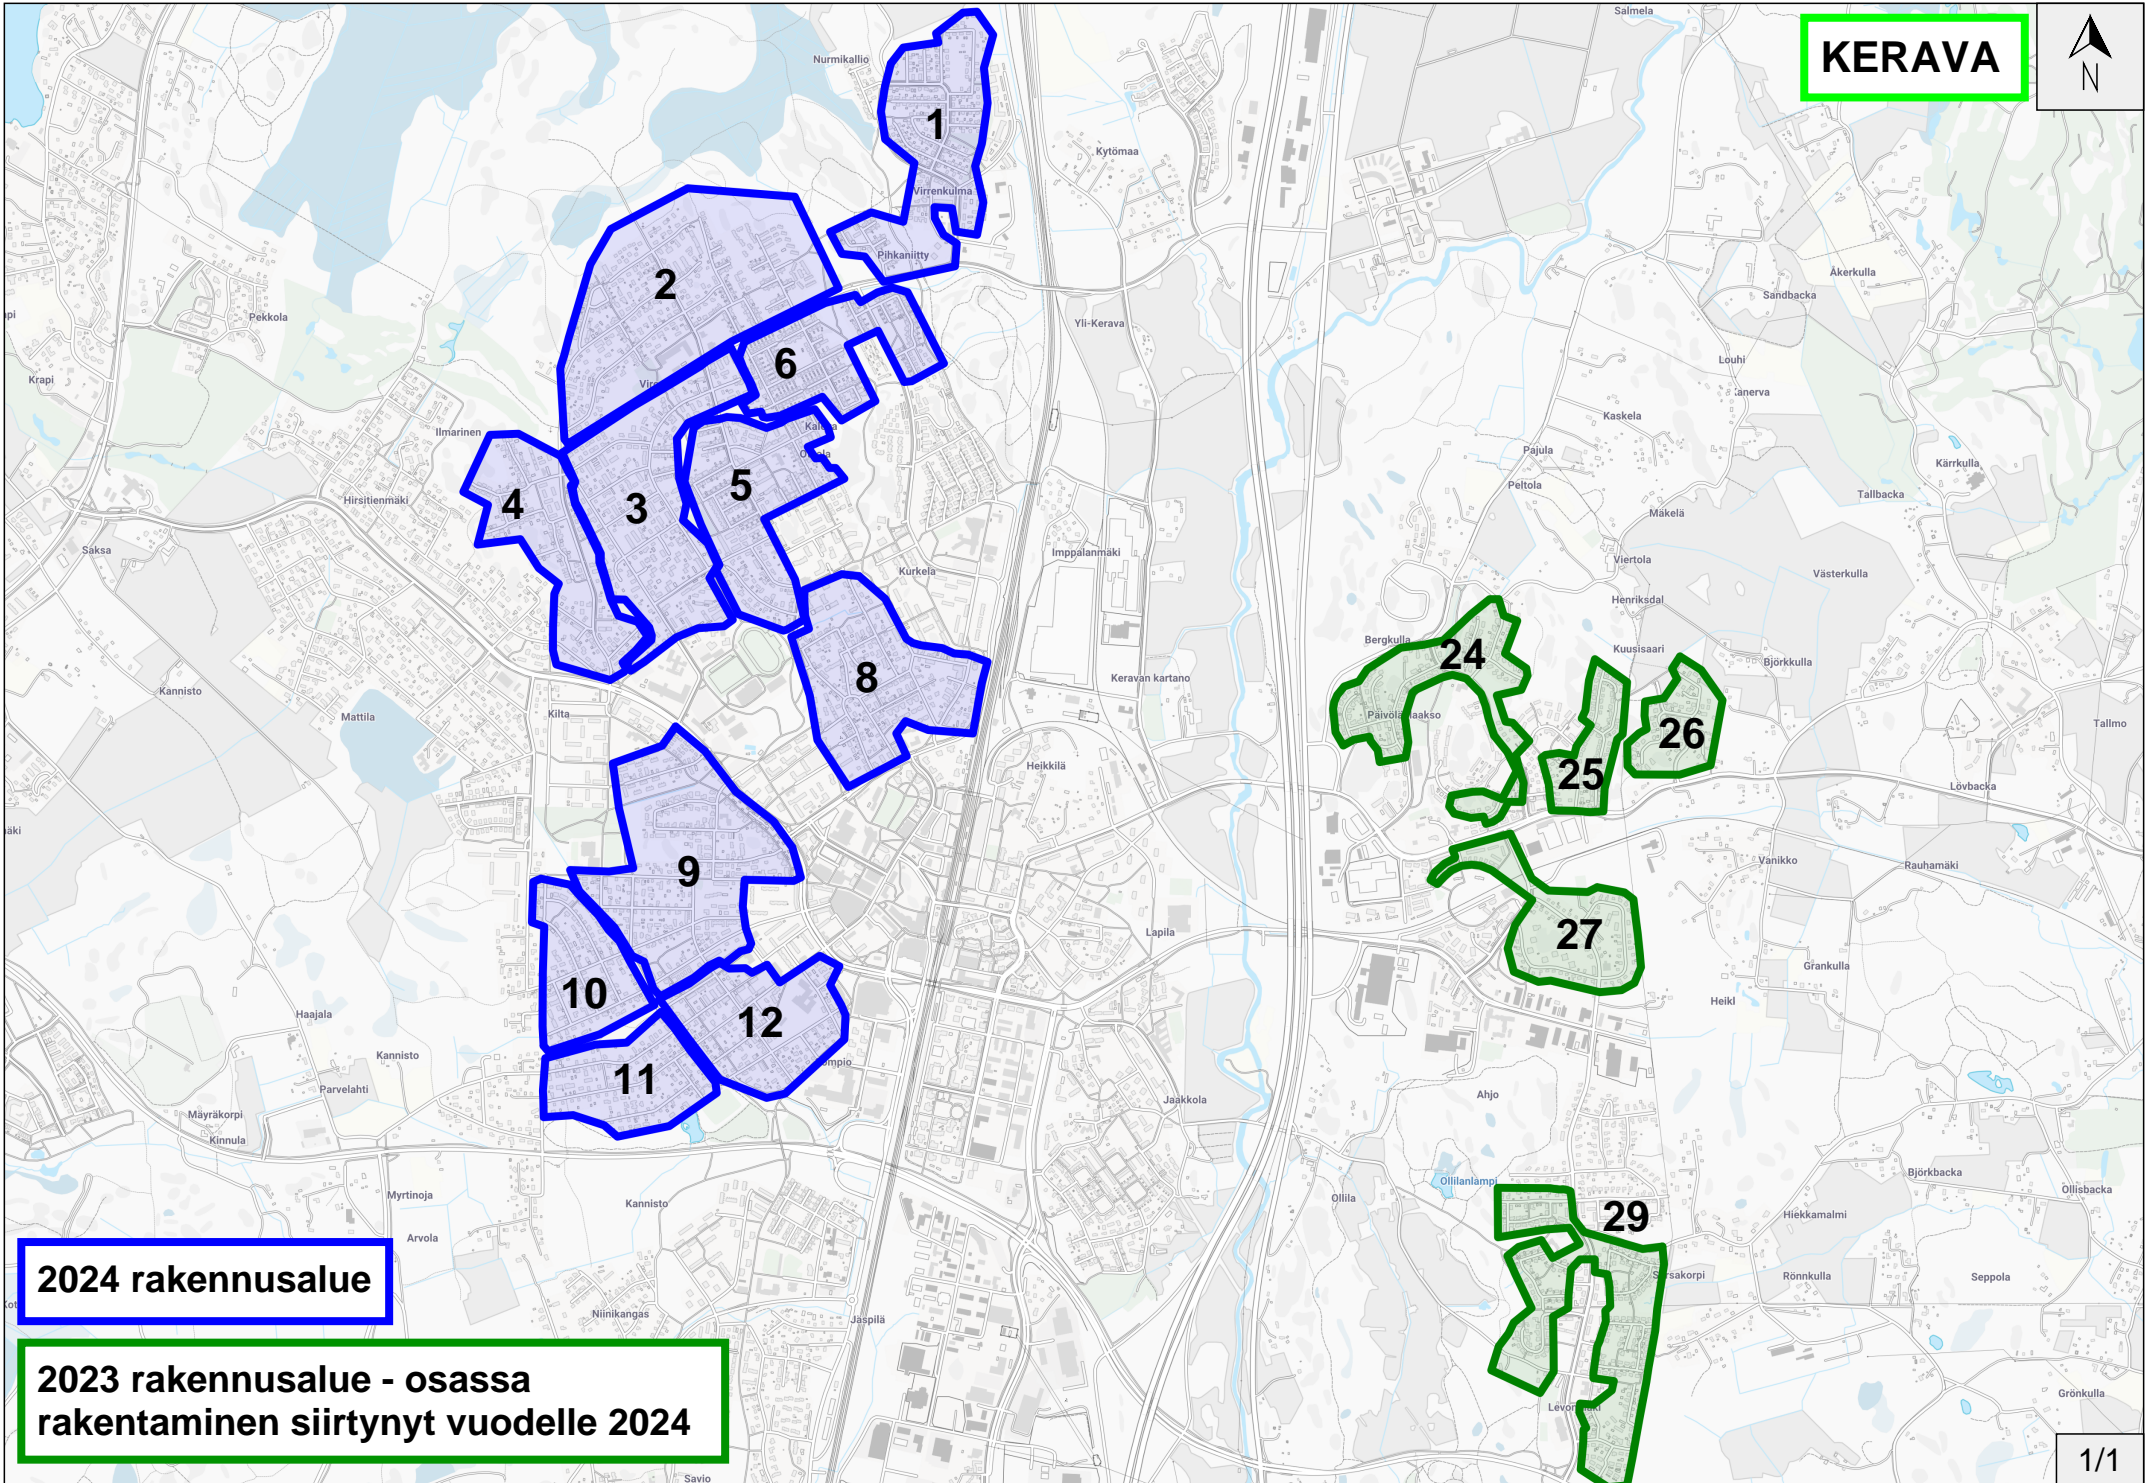 Salmela
KERAVA
N
Nurmikallio
1
Kytömaa
Virrenkulma
Pihkaniitty
2
Åkerkulla
Sandbacka
Pekkola
Yli-Kerava
Louhi
6
Krapi
Kaskela
Ilmarinen
Pajula
Kärrkulla
5
Peltola
Tallbacka
Hirsitienmäki
4
3
Mäkelä
Saksa
Imppalanmäki
Viertola
Kurkela
Västerkulla
Henriksdal
Bergkulla
24
Kuusisaari
Björkkulla
8
Keravan kartano
Kannisto
Mattila
Kilta
Päivölänlaakso
Tallmo
26
Heikkilä
25
Lövbacka
9
Vanikko
Rauhamäki
Lapila
27
Grankulla
10
Heikl
Haajala
12
Kannisto
11
Parvelahti
Ahjo
Jaakkola
Mäyräkorpi
Kinnula
Björkbacka
Ollilanlampi
Ollisbacka
Myrtinoja
Ollila
Kannisto
29
Hiekkamalmi
Arvola
2024 rakennusalue
Sarsakorpi
Rönnkulla
Seppola
Niinikangas
Jäspilä
2023 rakennusalue - osassa
rakentaminen siirtynyt vuodelle 2024
Grönkulla
Savio
1/1